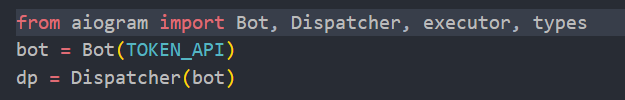 from aiogram import Bot, Dispatcher, executor, types
bot = Bot(TOKEN_API)
dp = Dispatcher(bot)